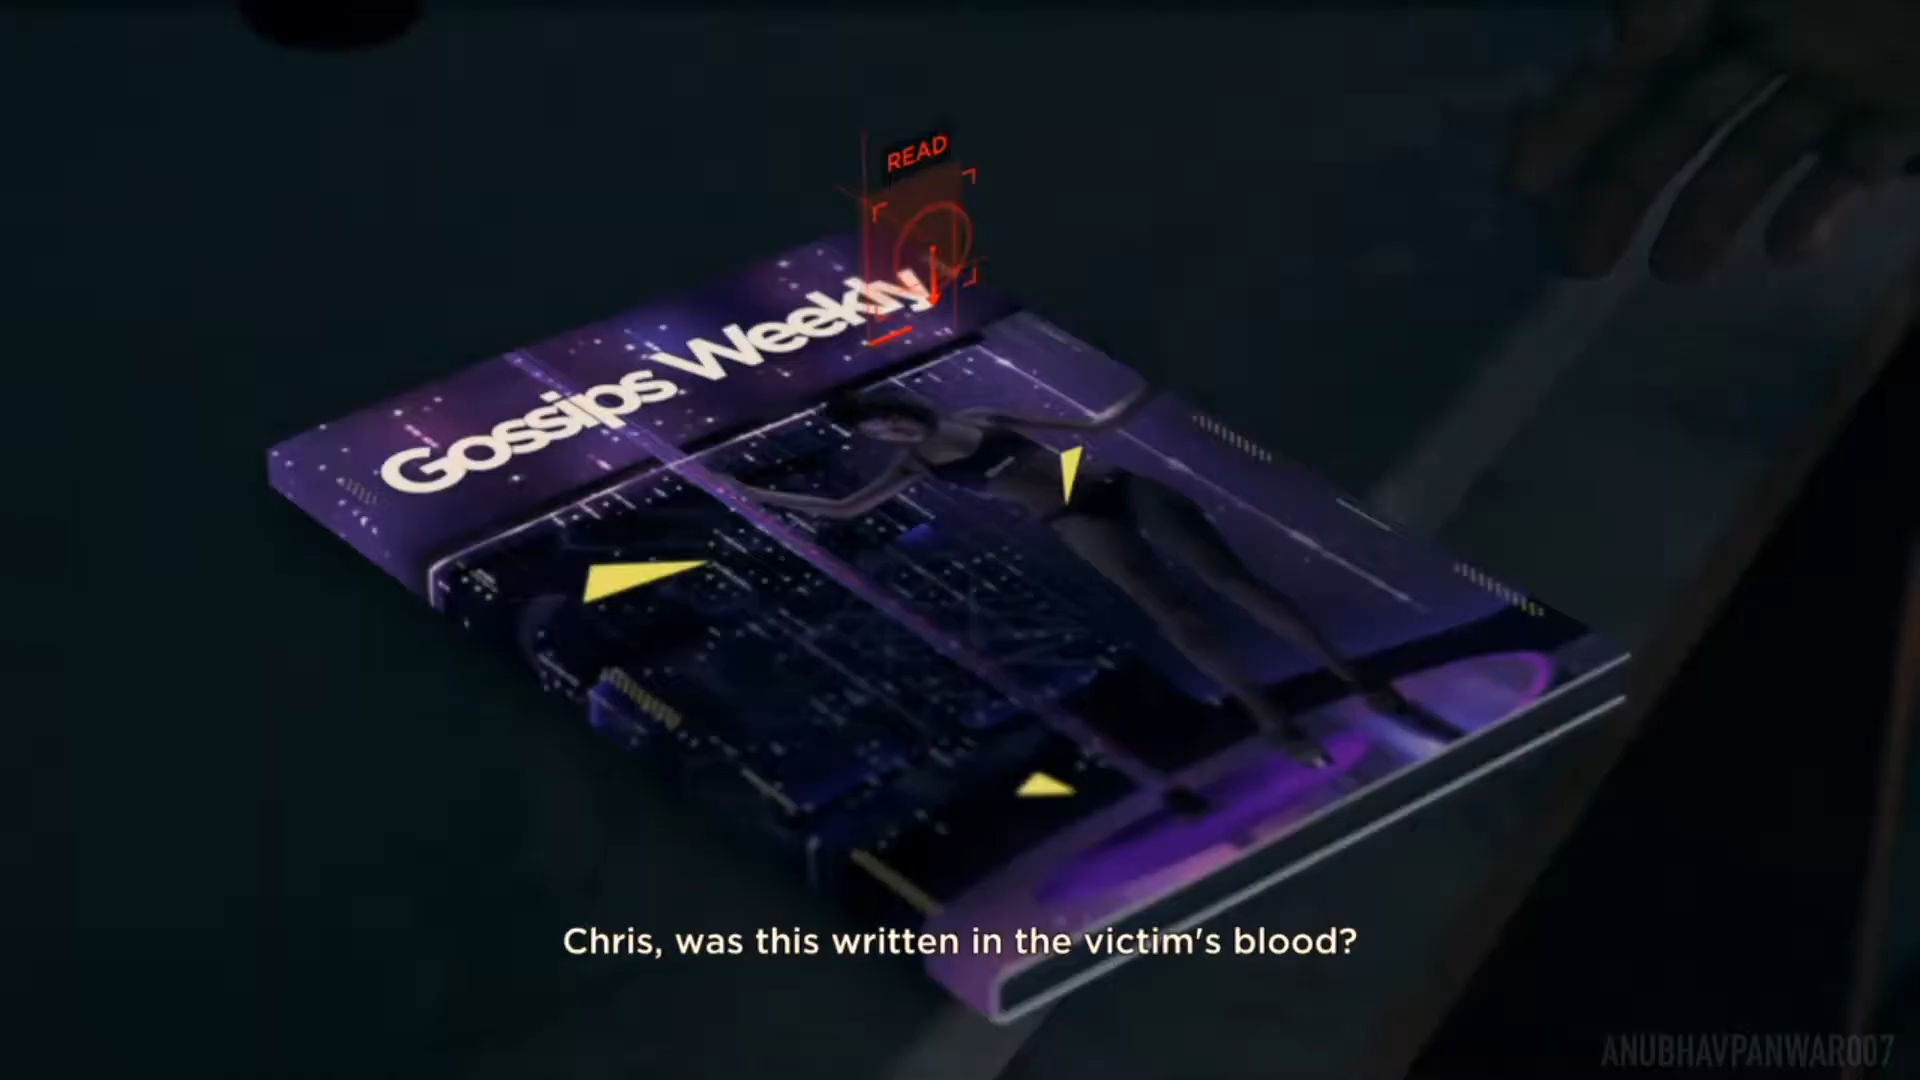 READ
Gossips Weekly
Chris, was this written in the victim's blood?
ANUBHAVPANWAR007